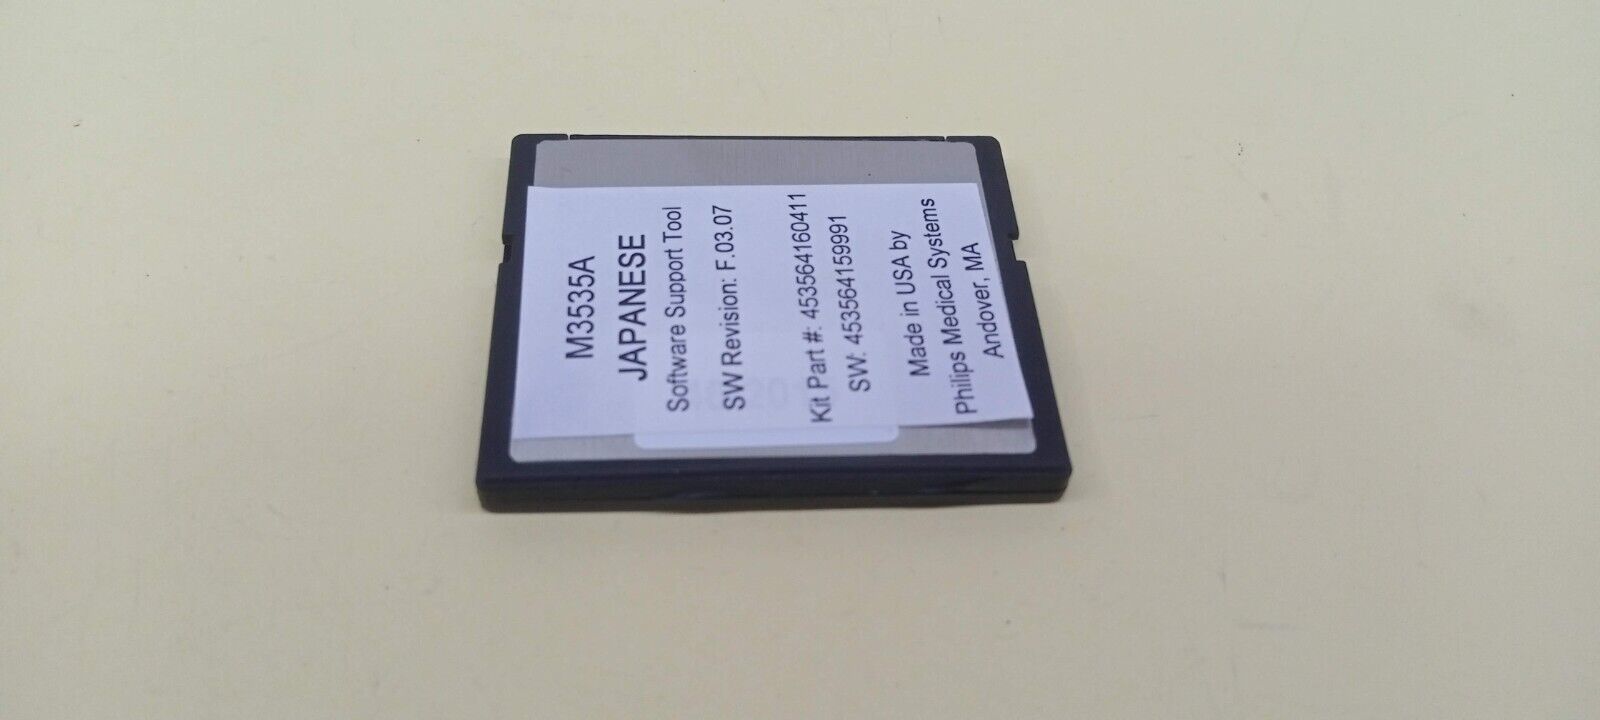 M3535A
JAPANESE
Software Support Tool
SW Revision: F.03.07
Kit Part #: 453564160411
SW: 453564159991
Made in USA by
Philips Medical Systems
Andover, MA